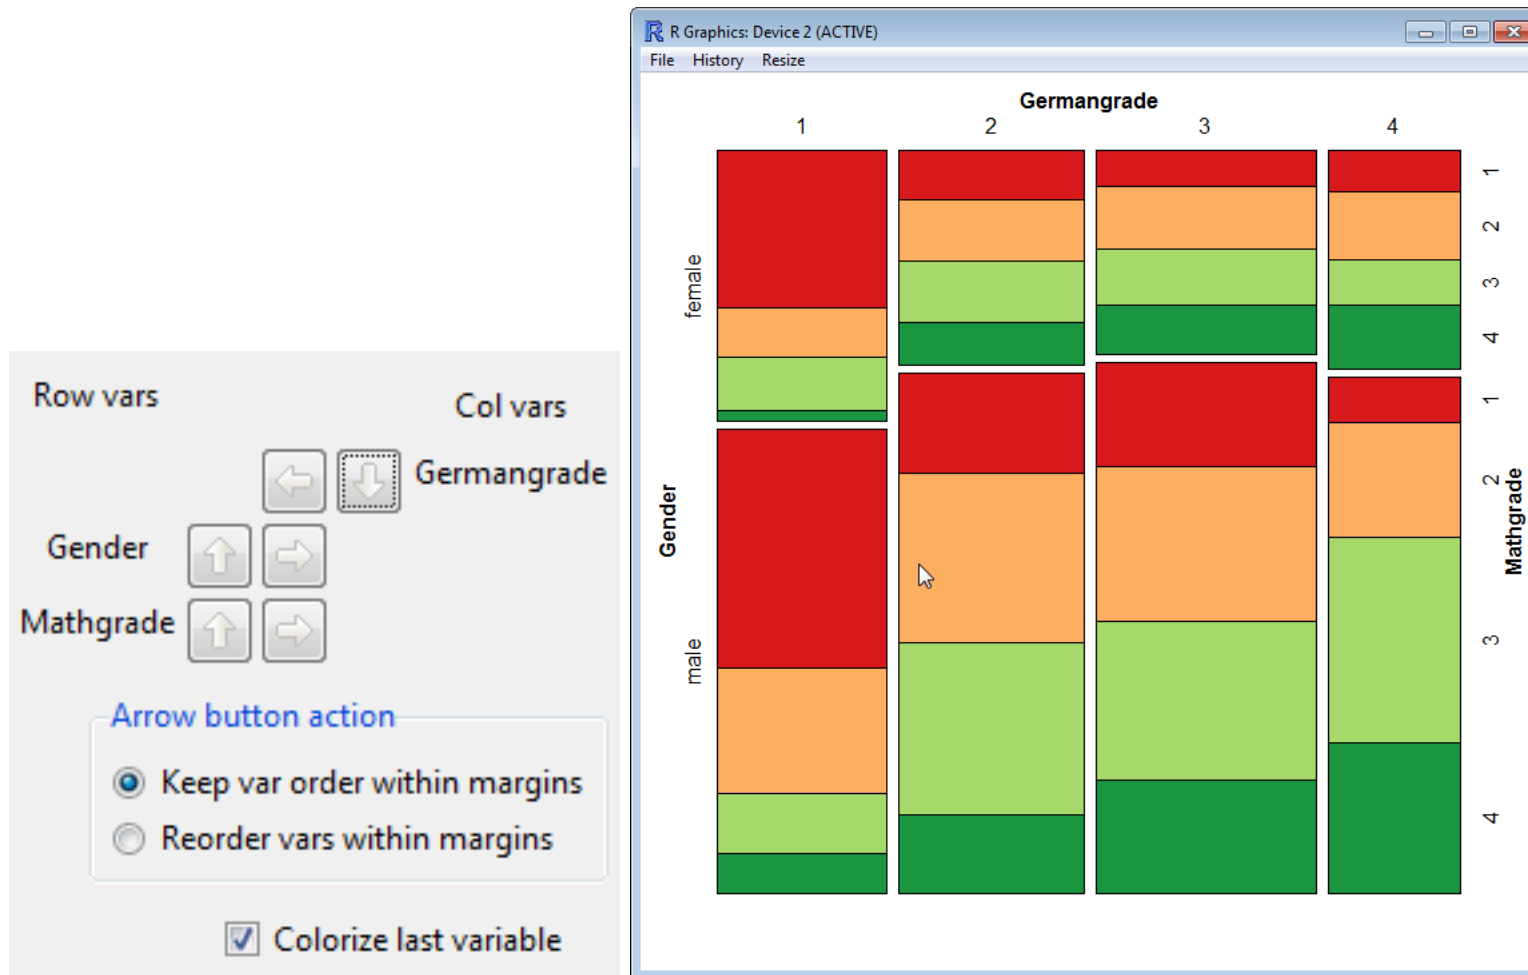 Row vars
Col vars
Germangrade
Gender
Mathgrade
Arrow button action
Keep var order within margins
Reorder vars within margins
Colorize last variable
R Graphics: Device 2 (ACTIVE)
File History Resize
Germangrade
1 2 3 4
female
male
Gender
1
2
3
4
1
2
3
4
Mathgrade